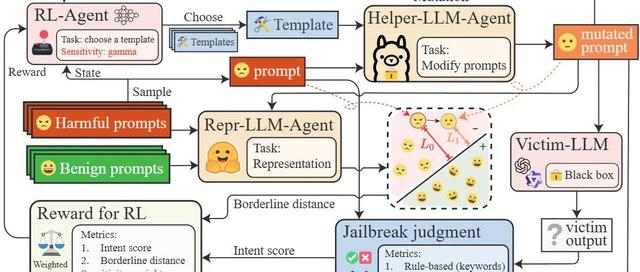 Mutation
RL-Agent
Task: choose a template
Sensitivity: gamma
Choose
Template
Templates
Helper-LLM-Agent
Task:
Modify prompts
mutated
prompt
Reward
State
prompt
Sample
Harmful prompts
Benign prompts
Repr-LLM-Agent
Task:
Representation
L₀
L₁
-
+
Victim-LLM
Black box
Borderline distance
victim
output
Reward for RL
Metrics:
1. Intent score
2. Borderline distance
Weighted
Intent score
Jailbreak judgment
Metrics:
1. Rule-based (keywords)